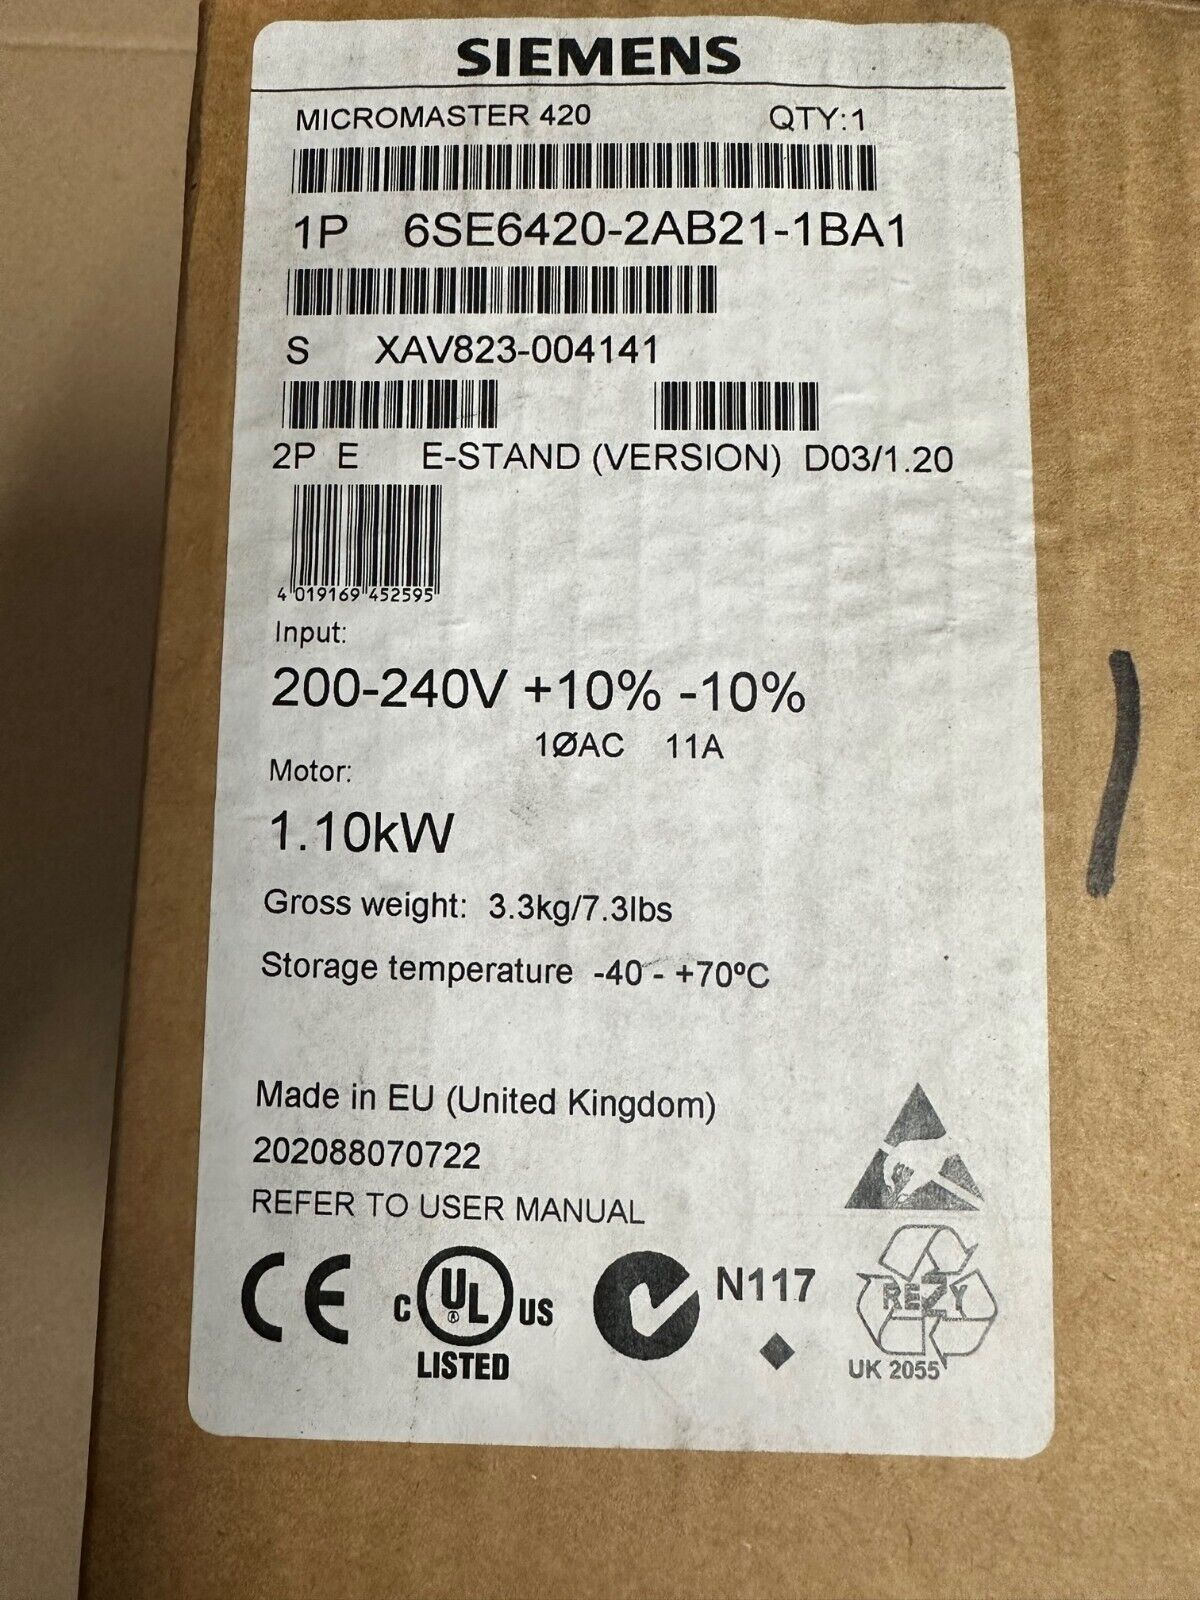 SIEMENS
MICROMASTER 420 QTY:1
1P 6SE6420-2AB21-1BA1
S XAV823-004141
2P E E-STAND (VERSION) D03/1.20
4 019169 452595
Input:
200-240V +10% -10%
1ØAC 11A
Motor:
1.10kW
Gross weight: 3.3kg/7.3lbs
Storage temperature -40 - +70ºC
Made in EU (United Kingdom)
202088070722
REFER TO USER MANUAL
CE C UL ® US N117 REZY
LISTED UK 2055